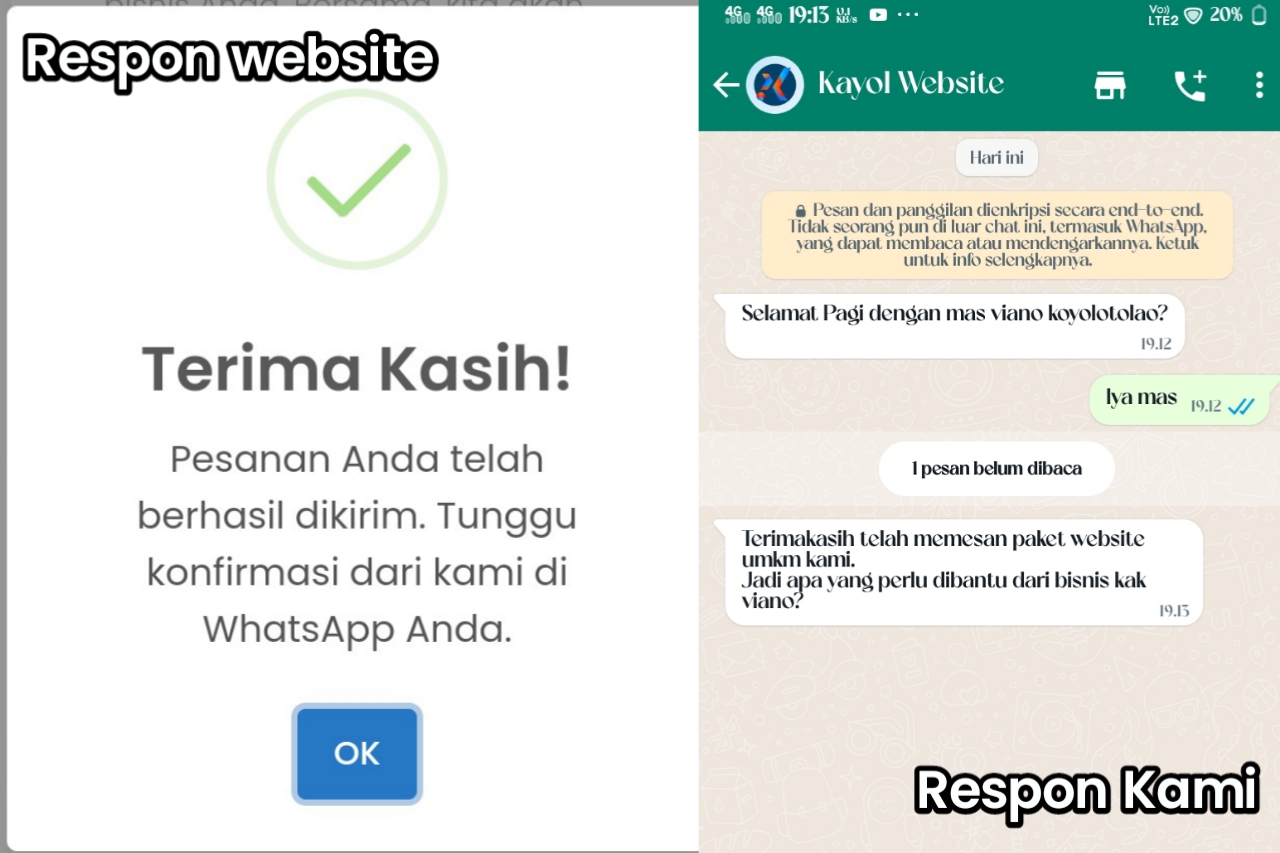 Respon website
Terima Kasih!
Pesanan Anda telah
berhasil dikirim. Tunggu
konfirmasi dari kami di
WhatsApp Anda.
OK
4G 4G 19:13 KB/s Vo)) LTE2 20%
Kayol Website
Hari ini
Pesan dan panggilan dienkripsi secara end-to-end.
Tidak seorang pun di luar chat ini, termasuk WhatsApp,
yang dapat membaca atau mendengarkannya. Ketuk
untuk info selengkapnya.
Selamat Pagi dengan mas viano koyolotolao?
19.12
Iya mas 19.12
1 pesan belum dibaca
Terimakasih telah memesan paket website
umkm kami.
Jadi apa yang perlu dibantu dari bisnis kak
viano?
19.13
Respon Kami